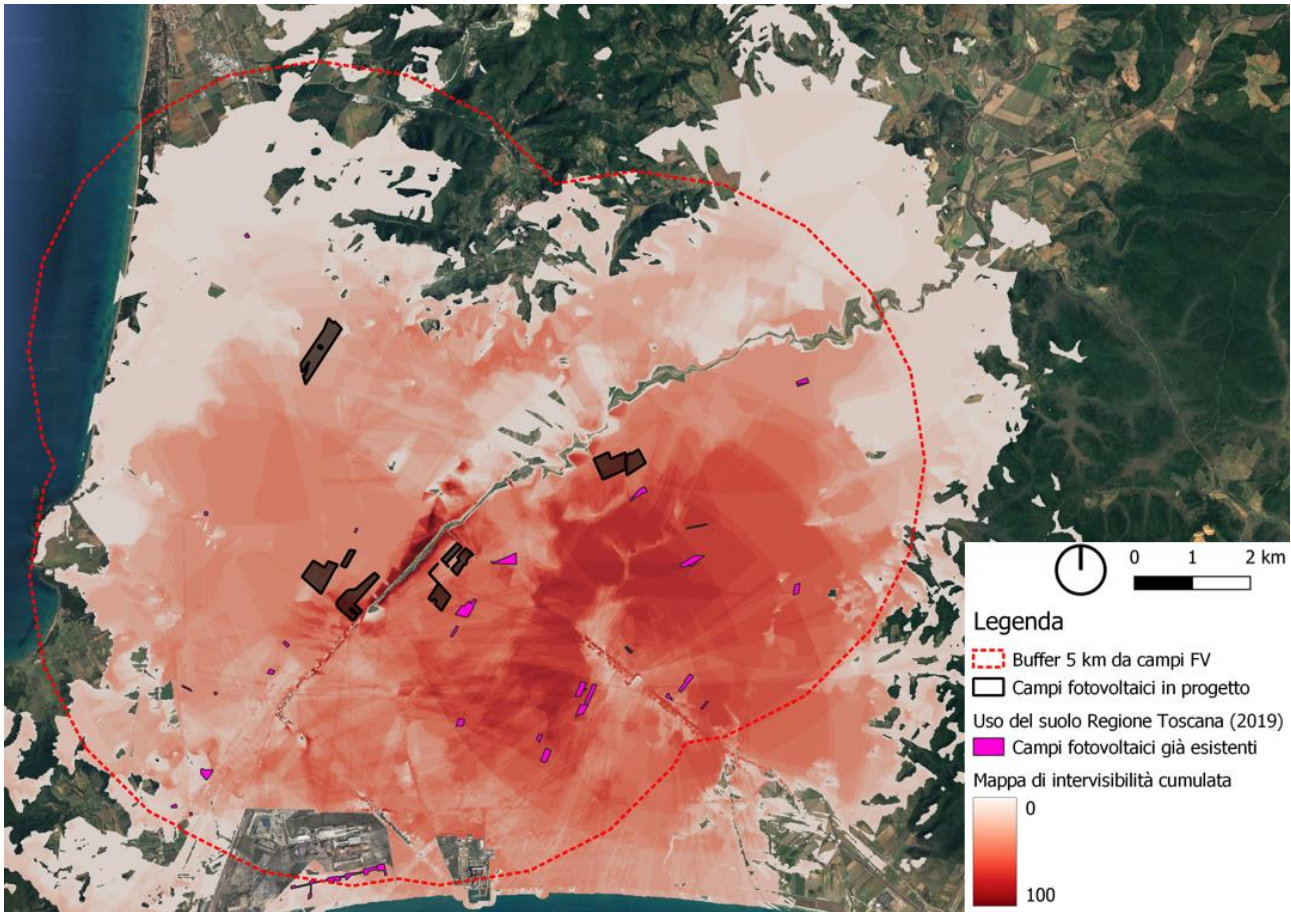 0 1 2 km
Legenda
Buffer 5 km da campi FV
Campi fotovoltaici in progetto
Uso del suolo Regione Toscana (2019)
Campi fotovoltaici già esistenti
Mappa di intervisibilità cumulata
0
100